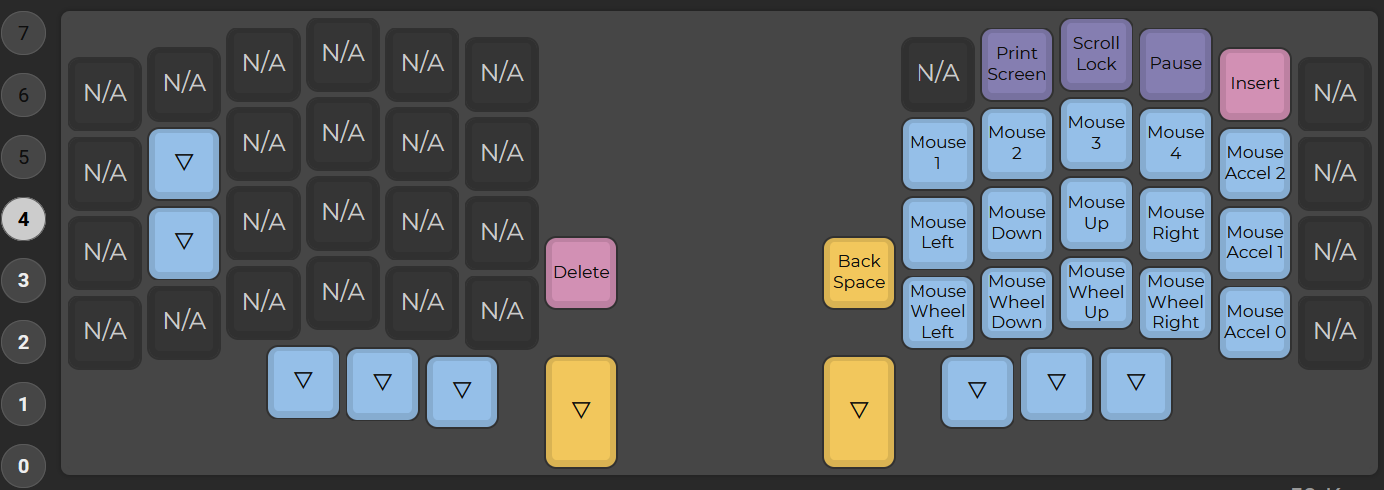 7
6
5
4
3
2
1
0
N/A
N/A
N/A
N/A
N/A
N/A
N/A
Print
Screen
Scroll
Lock
Pause
Insert
N/A
N/A
▽
N/A
N/A
N/A
N/A
Mouse
1
Mouse
2
Mouse
3
Mouse
4
Mouse
Accel 2
N/A
N/A
▽
N/A
N/A
N/A
N/A
Delete
Back
Space
Mouse
Left
Mouse
Down
Mouse
Up
Mouse
Right
Mouse
Accel 1
N/A
N/A
N/A
N/A
N/A
N/A
N/A
Mouse
Wheel
Left
Mouse
Wheel
Down
Mouse
Wheel
Up
Mouse
Wheel
Right
Mouse
Accel 0
N/A
▽
▽
▽
▽
▽
▽
▽
▽